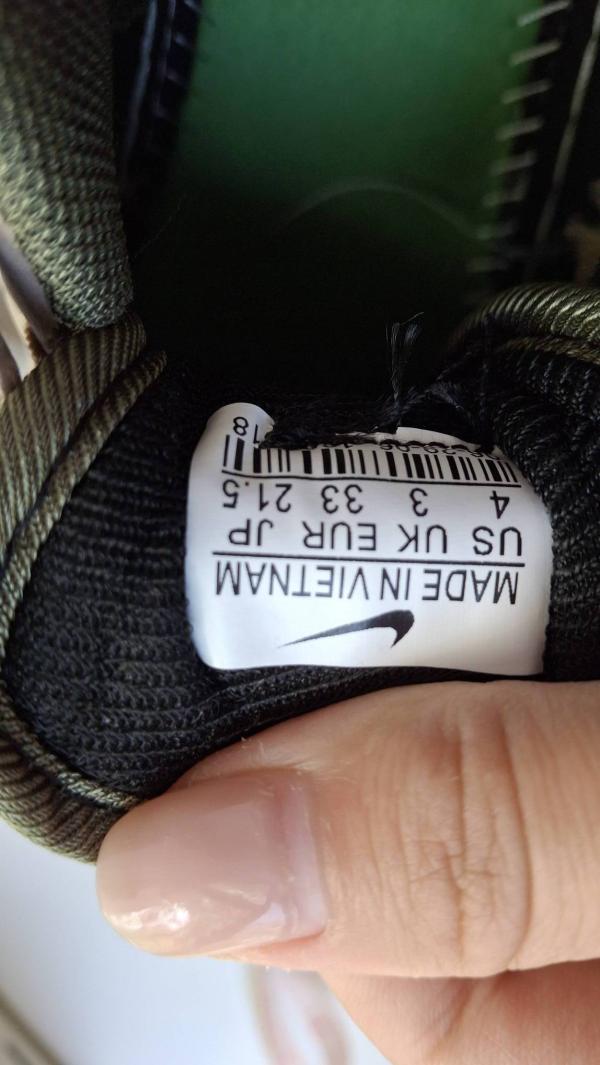 MADE IN VIETNAM
US UK EUR JP
4 3 33 21.5